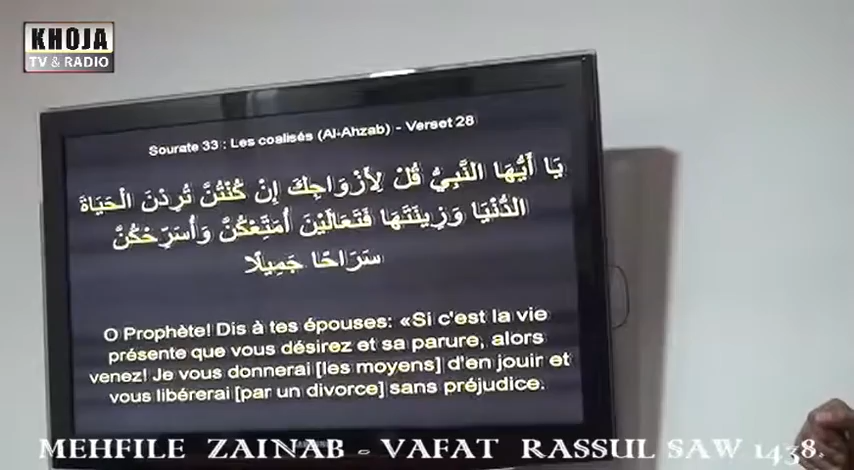 KHOJA
TV & RADIO
Sourate 33 : Les coalisés (Al-Ahzab) - Verset 28
يَا أَيُّهَا النَّبِيُّ قُلْ لِأَزْوَاجِكَ إِنْ كُنْتُنَّ تُرِدْنَ الْحَيَاةَ
الدُّنْيَا وَزِينَتَهَا فَتَعَالَيْنَ أُمَتِّعْكُنَّ وَأُسَرِّحْكُنَّ
سَرَاحًا جَمِيلًا
O Prophète! Dis à tes épouses: «Si c'est la vie
présente que vous désirez et sa parure, alors
venez! Je vous donnerai [les moyens] d'en jouir et
vous libérerai [par un divorce] sans préjudice.
MEHFILE ZAINAB - VAFAT RASSUL SAW 1438